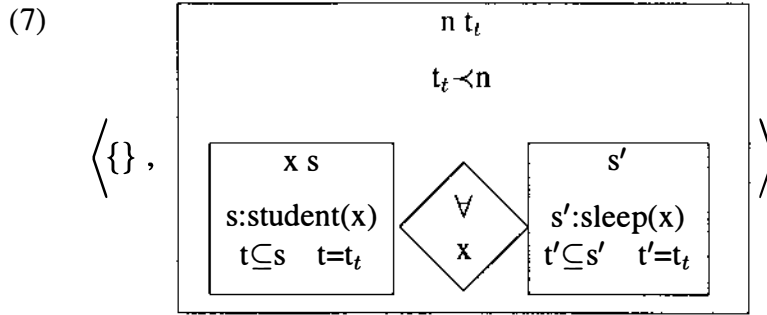 (7)
n t_t
t_t≺n
⟨{} ,
x s
s:student(x)
t⊆s t=t_t
∀
x
s′
s′:sleep(x)
t′⊆s′ t′=t_t
⟩